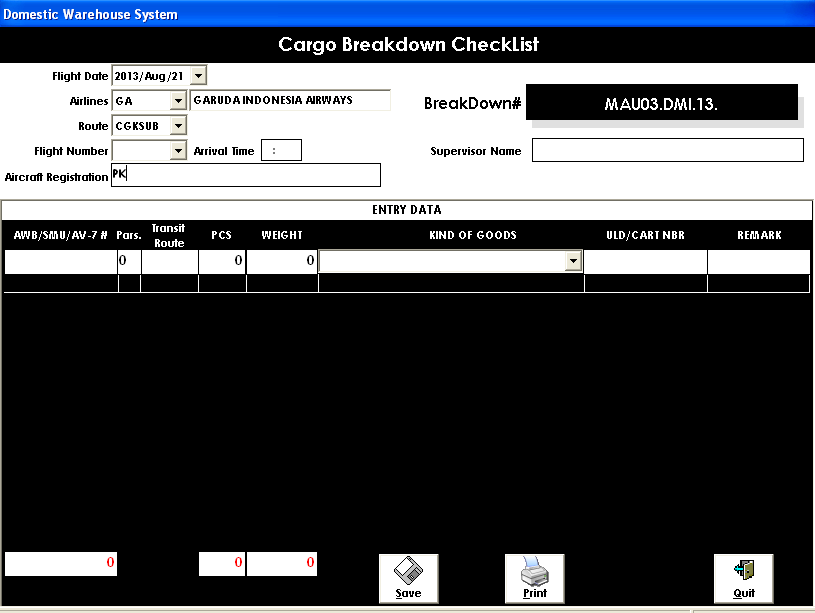 Domestic Warehouse System
Cargo Breakdown CheckList
Flight Date 2013/Aug/21
Airlines GA GARUDA INDONESIA AIRWAYS
BreakDown# MAU03.DMI.13.
Route CGKSUB
Flight Number Arrival Time :
Supervisor Name
Aircraft Registration PK
ENTRY DATA
AWB/SMU/AV-7 # Pars. Transit Route PCS WEIGHT KIND OF GOODS ULD/CART NBR REMARK
0 0 0
0 0 0
Save Print Quit